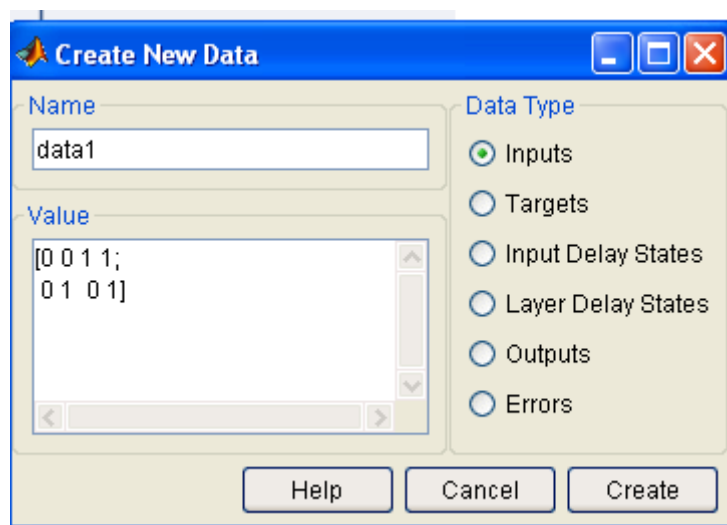 Create New Data
Name
data1
Value
[0 0 1 1;
0 1  0 1]
Data Type
Inputs
Targets
Input Delay States
Layer Delay States
Outputs
Errors
Help
Cancel
Create